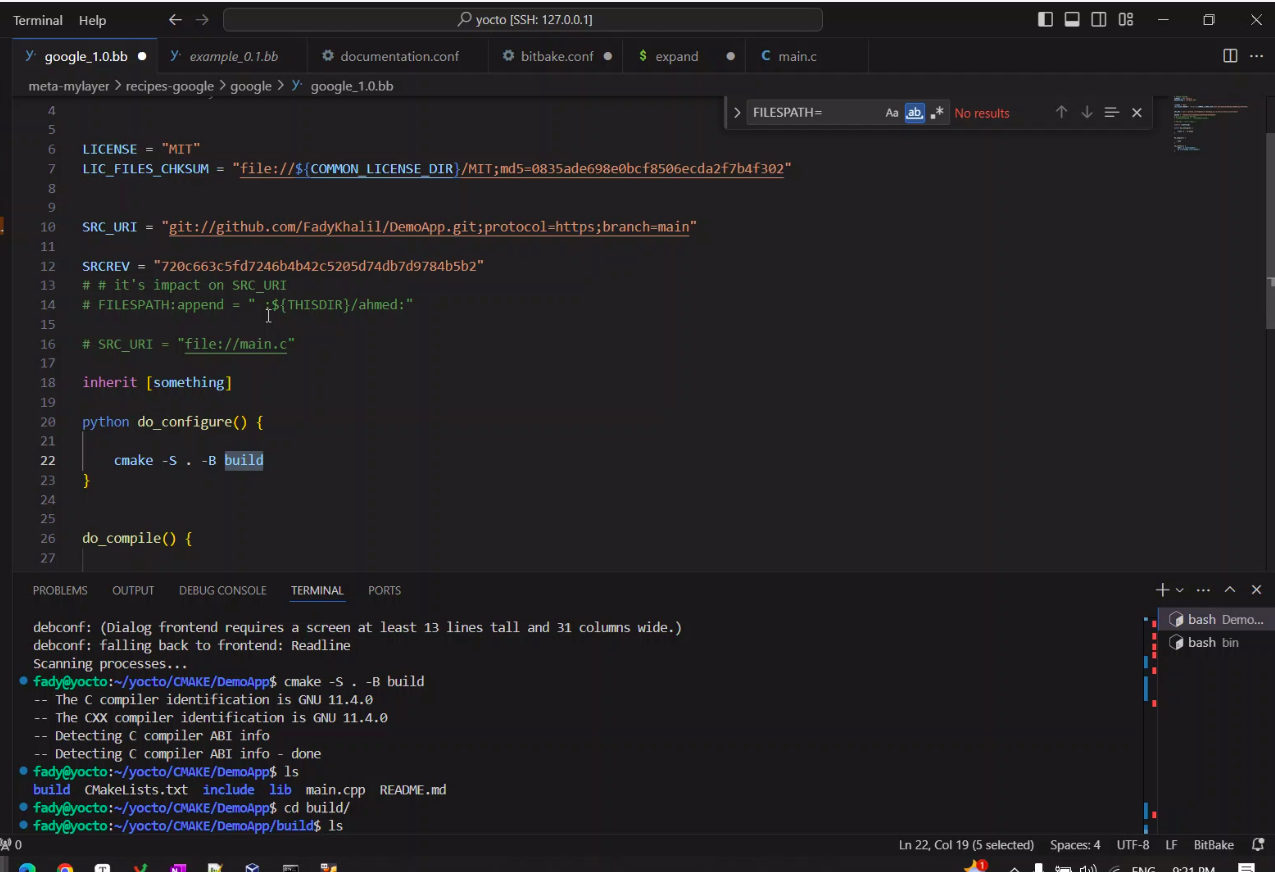 Terminal Help yocto [SSH: 127.0.0.1]
google_1.0.bb example_0.1.bb documentation.conf bitbake.conf $ expand C main.c
meta-mylayer > recipes-google > google > google_1.0.bb
FILESPATH= Aa ab No results
4
5
6 LICENSE = "MIT"
7 LIC_FILES_CHKSUM = "file://${COMMON_LICENSE_DIR}/MIT;md5=0835ade698e0bcf8506ecda2f7b4f302"
8
9
10 SRC_URI = "git://github.com/FadyKhalil/DemoApp.git;protocol=https;branch=main"
11
12 SRCREV = "720c663c5fd7246b4b42c5205d74db7d9784b5b2"
13 # # it's impact on SRC_URI
14 # FILESPATH:append = " :${THISDIR}/ahmed:"
15
16 # SRC_URI = "file://main.c"
17
18 inherit [something]
19
20 python do_configure() {
21
22 cmake -S . -B build
23 }
24
25
26 do_compile() {
27
PROBLEMS OUTPUT DEBUG CONSOLE TERMINAL PORTS
debconf: (Dialog frontend requires a screen at least 13 lines tall and 31 columns wide.)
debconf: falling back to frontend: Readline
Scanning processes...
fady@yocto:~/yocto/CMAKE/DemoApp$ cmake -S . -B build
-- The C compiler identification is GNU 11.4.0
-- The CXX compiler identification is GNU 11.4.0
-- Detecting C compiler ABI info
-- Detecting C compiler ABI info - done
fady@yocto:~/yocto/CMAKE/DemoApp$ ls
build CMakeLists.txt include lib main.cpp README.md
fady@yocto:~/yocto/CMAKE/DemoApp$ cd build/
fady@yocto:~/yocto/CMAKE/DemoApp/build$ ls
bash Demo...
bash bin
0 Ln 22, Col 19 (5 selected) Spaces: 4 UTF-8 LF BitBake
1 ENG 9:21 PM